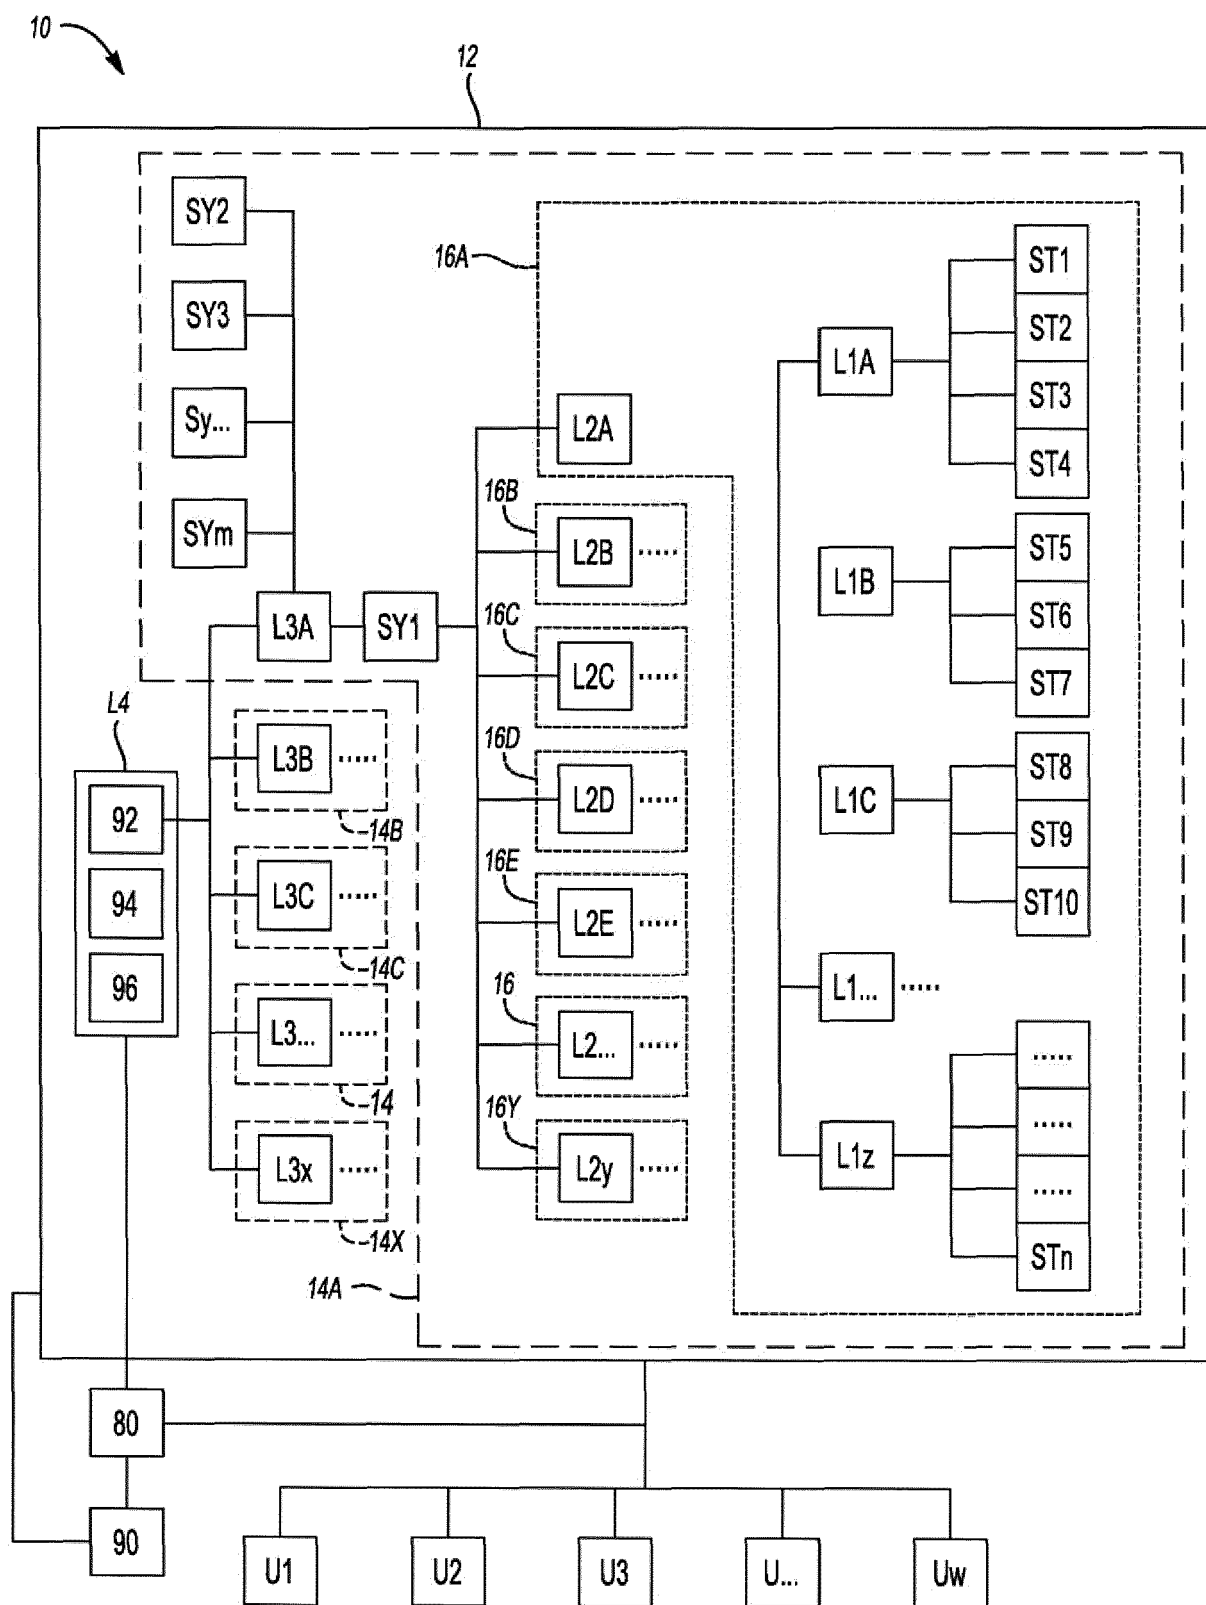 10
12
SY2
16A
ST1
SY3
ST2
L1A
ST3
Sy...
L2A
ST4
16B
SYm
L2B .....
ST5
L1B
ST6
L3A
SY1
16C
L2C .....
ST7
L4
L3B .....
16D
ST8
L2D .....
L1C
92
14B
ST9
16E
94
L3C .....
L2E .....
ST10
14C
96
L1... .....
16
L3... .....
L2... .....
.....
14
16Y
.....
L3x .....
L2y .....
L1z
.....
14X
STn
14A
80
90
U1
U2
U3
U...
Uw